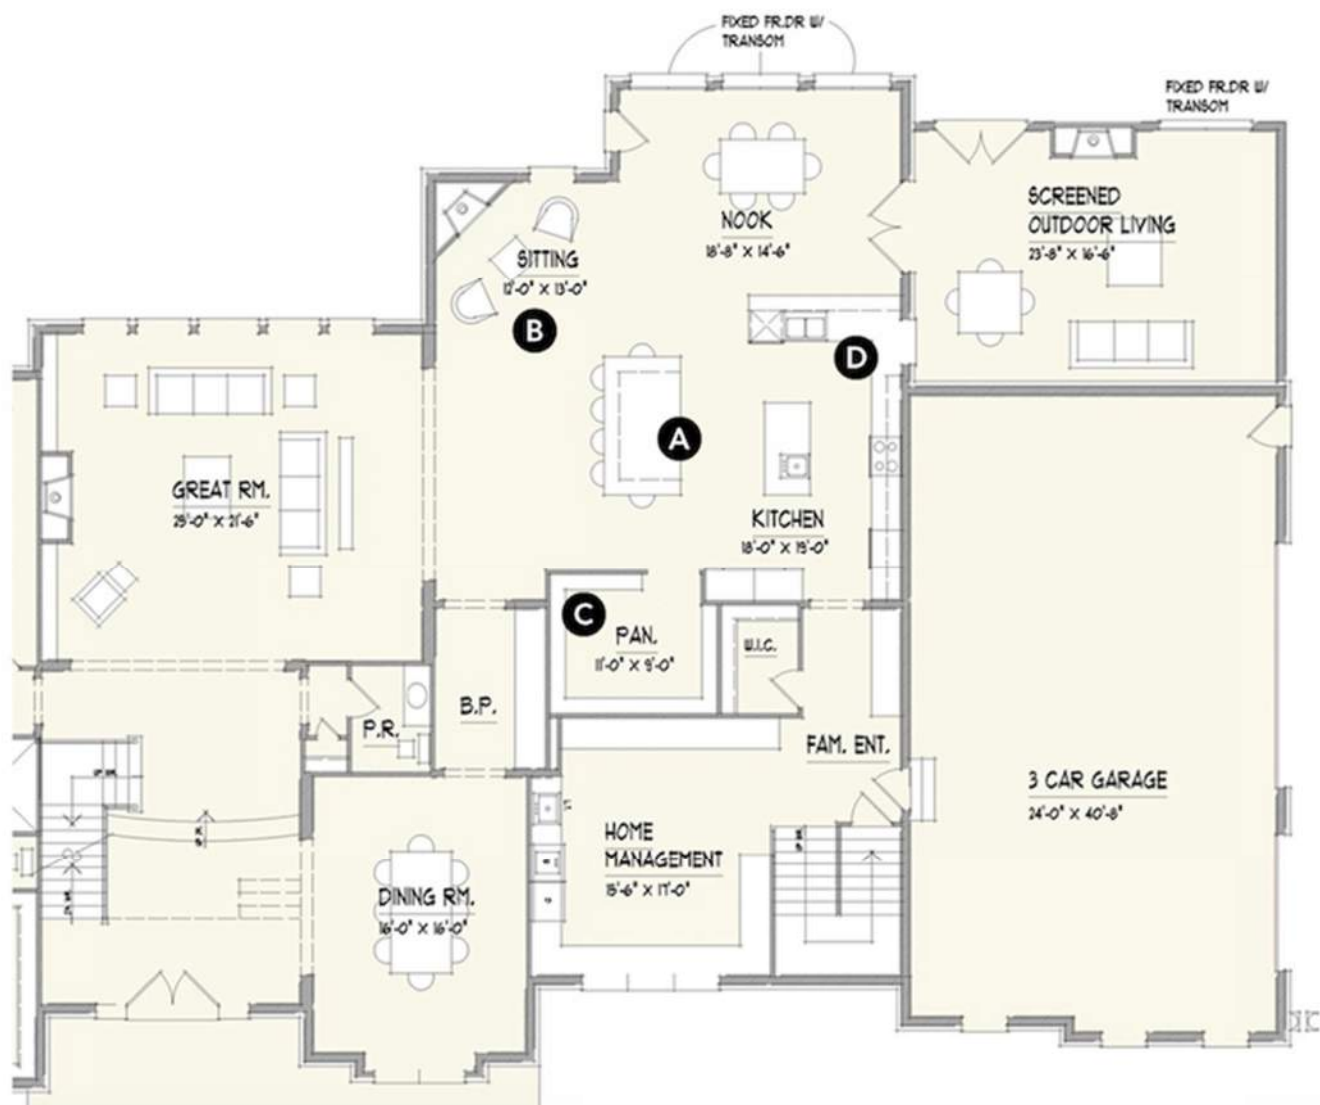 FIXED FR.DR W/
TRANSOM
FIXED FR.DR W/
TRANSOM
SCREENED
OUTDOOR LIVING
23'-8" X 16'-6"
NOOK
18'-8" X 14'-6"
SITTING
12'-0" X 13'-0"
B
D
A
GREAT RM.
25'-0" X 21'-6"
KITCHEN
18'-0" X 19'-0"
C
PAN.
11'-0" X 9'-0"
W.I.C.
B.P.
P.R.
FAM. ENT.
3 CAR GARAGE
24'-0" X 40'-8"
HOME
MANAGEMENT
15'-6" X 17'-0"
DINING RM.
16'-0" X 16'-0"